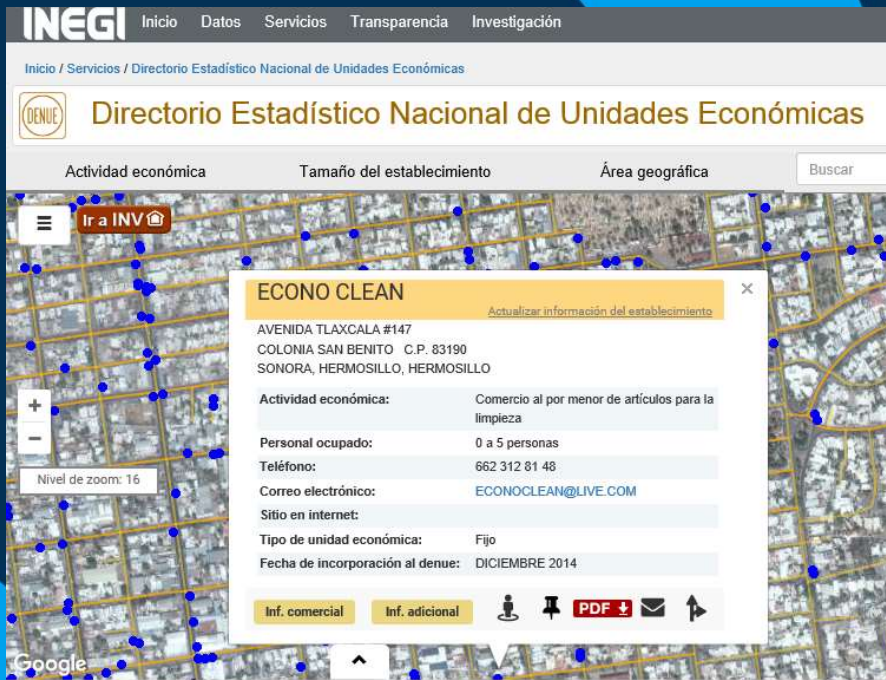 INEGI Inicio Datos Servicios Transparencia Investigación
Inicio / Servicios / Directorio Estadístico Nacional de Unidades Económicas
DENUE Directorio Estadístico Nacional de Unidades Económicas
Actividad económica Tamaño del establecimiento Área geográfica Buscar
Ir a INV
ECONO CLEAN
Actualizar información del establecimiento
AVENIDA TLAXCALA #147
COLONIA SAN BENITO C.P. 83190
SONORA, HERMOSILLO, HERMOSILLO
Actividad económica: Comercio al por menor de artículos para la
limpieza
Personal ocupado: 0 a 5 personas
Teléfono: 662 312 81 48
Correo electrónico: ECONOCLEAN@LIVE.COM
Sitio en internet:
Tipo de unidad económica: Fijo
Fecha de incorporación al denue: DICIEMBRE 2014
Inf. comercial Inf. adicional PDF
+
−
Nivel de zoom: 16
Google